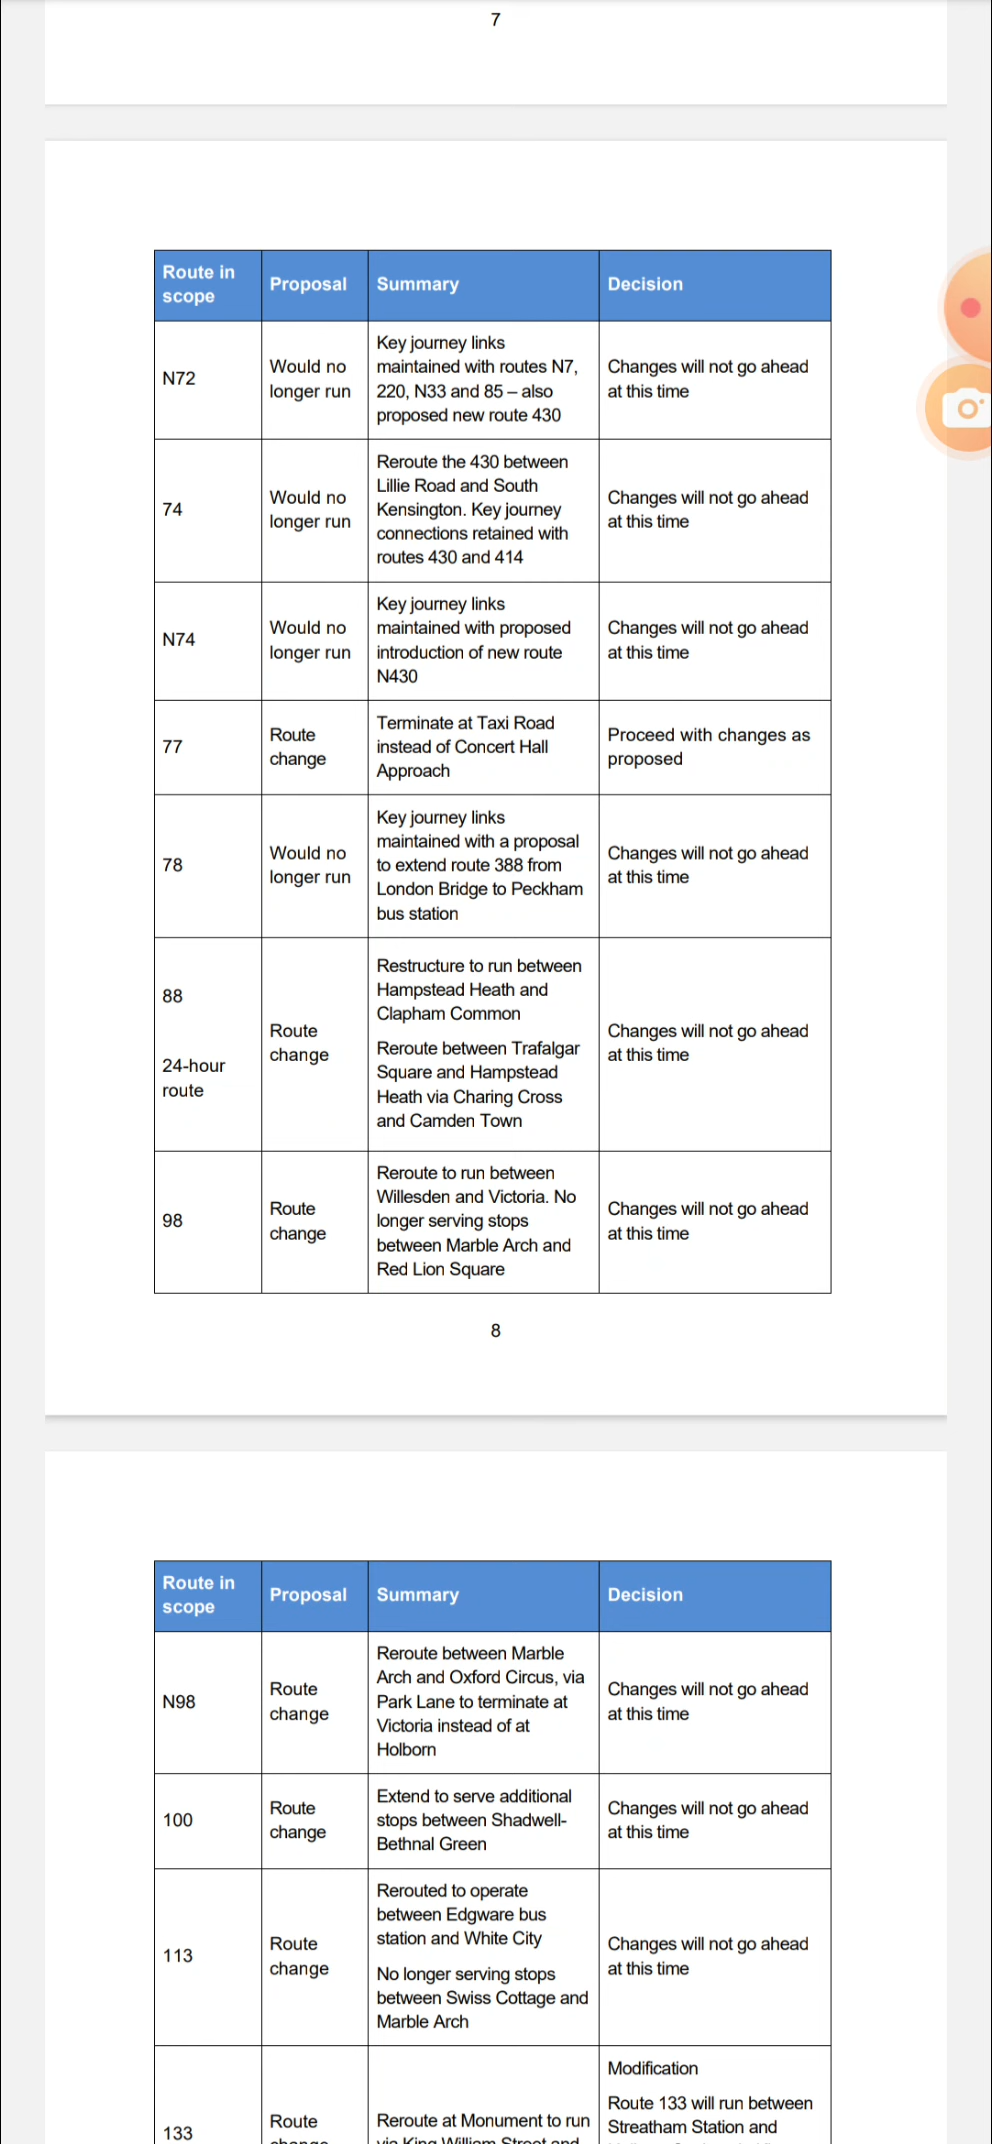 7
Route in
scope
Proposal
Summary
Decision
N72
Would no
longer run
Key journey links
maintained with routes N7,
220, N33 and 85 – also
proposed new route 430
Changes will not go ahead
at this time
74
Would no
longer run
Reroute the 430 between
Lillie Road and South
Kensington. Key journey
connections retained with
routes 430 and 414
Changes will not go ahead
at this time
N74
Would no
longer run
Key journey links
maintained with proposed
introduction of new route
N430
Changes will not go ahead
at this time
77
Route
change
Terminate at Taxi Road
instead of Concert Hall
Approach
Proceed with changes as
proposed
78
Would no
longer run
Key journey links
maintained with a proposal
to extend route 388 from
London Bridge to Peckham
bus station
Changes will not go ahead
at this time
88
24-hour
route
Route
change
Restructure to run between
Hampstead Heath and
Clapham Common
Reroute between Trafalgar
Square and Hampstead
Heath via Charing Cross
and Camden Town
Changes will not go ahead
at this time
98
Route
change
Reroute to run between
Willesden and Victoria. No
longer serving stops
between Marble Arch and
Red Lion Square
Changes will not go ahead
at this time
8
Route in
scope
Proposal
Summary
Decision
N98
Route
change
Reroute between Marble
Arch and Oxford Circus, via
Park Lane to terminate at
Victoria instead of at
Holborn
Changes will not go ahead
at this time
100
Route
change
Extend to serve additional
stops between Shadwell-
Bethnal Green
Changes will not go ahead
at this time
113
Route
change
Rerouted to operate
between Edgware bus
station and White City
No longer serving stops
between Swiss Cottage and
Marble Arch
Changes will not go ahead
at this time
133
Route
change
Reroute at Monument to run
via King William Street and
Modification
Route 133 will run between
Streatham Station and